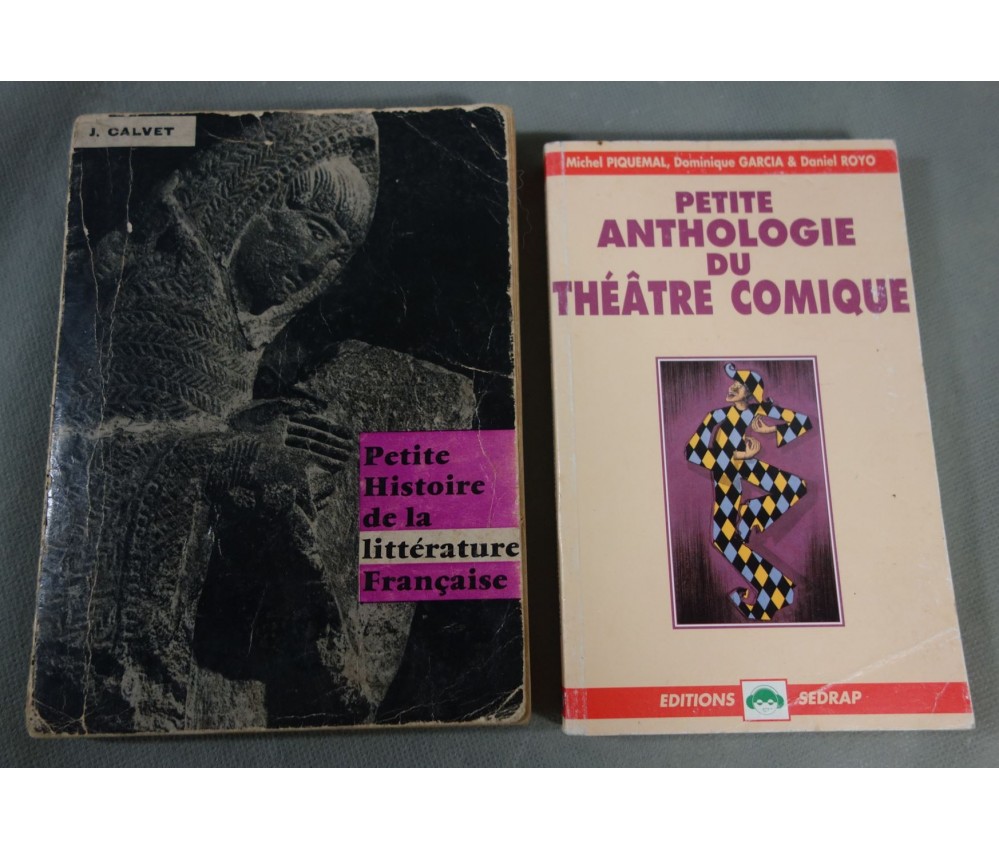 J. CALVET
Petite
Histoire
de la
littérature
Française
Michel PIQUEMAL, Dominique GARCIA & Daniel ROYO
PETITE
ANTHOLOGIE
DU
THÉÂTRE COMIQUE
EDITIONS SEDRAP